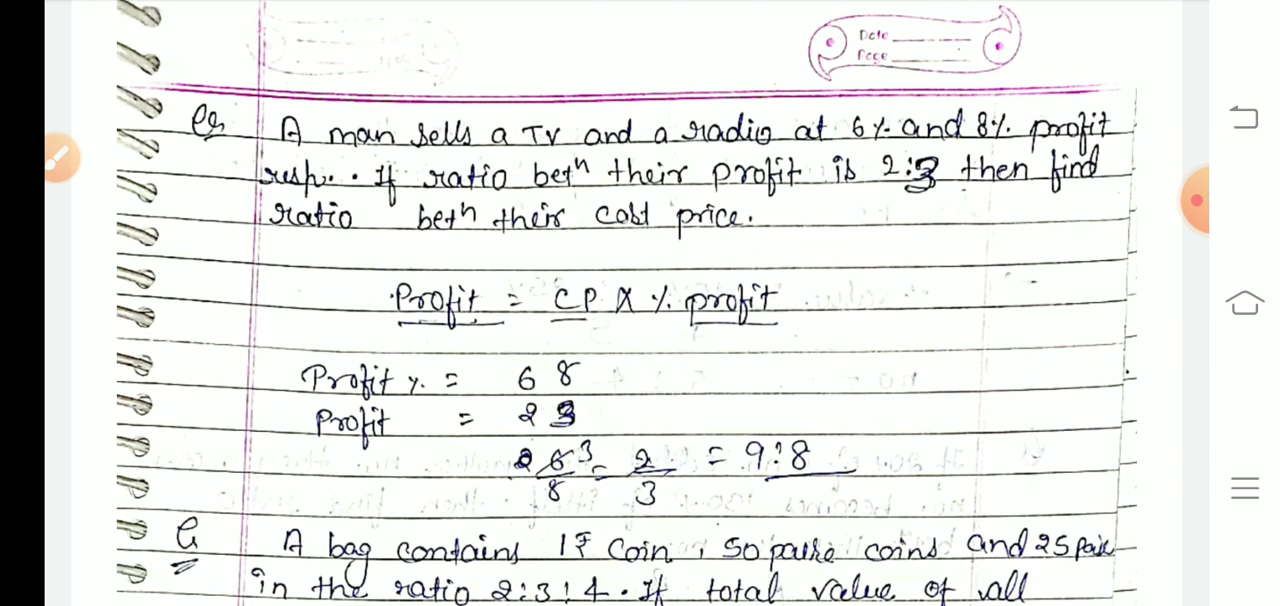 Date
Page
Q. A man sells a TV and a radio at 6% and 8% profit
resp. . If ratio betn their profit is 2:3 then find
ratio betn their cost price.
Profit = CP X % profit
Profit %. = 6 8
Profit = 2 3
6 3 = 2 = 9:8
8 3
Q A bag contains 1₹ coin, 50 paise coins and 25 paise
in the ratio 2:3:4. If total value of all